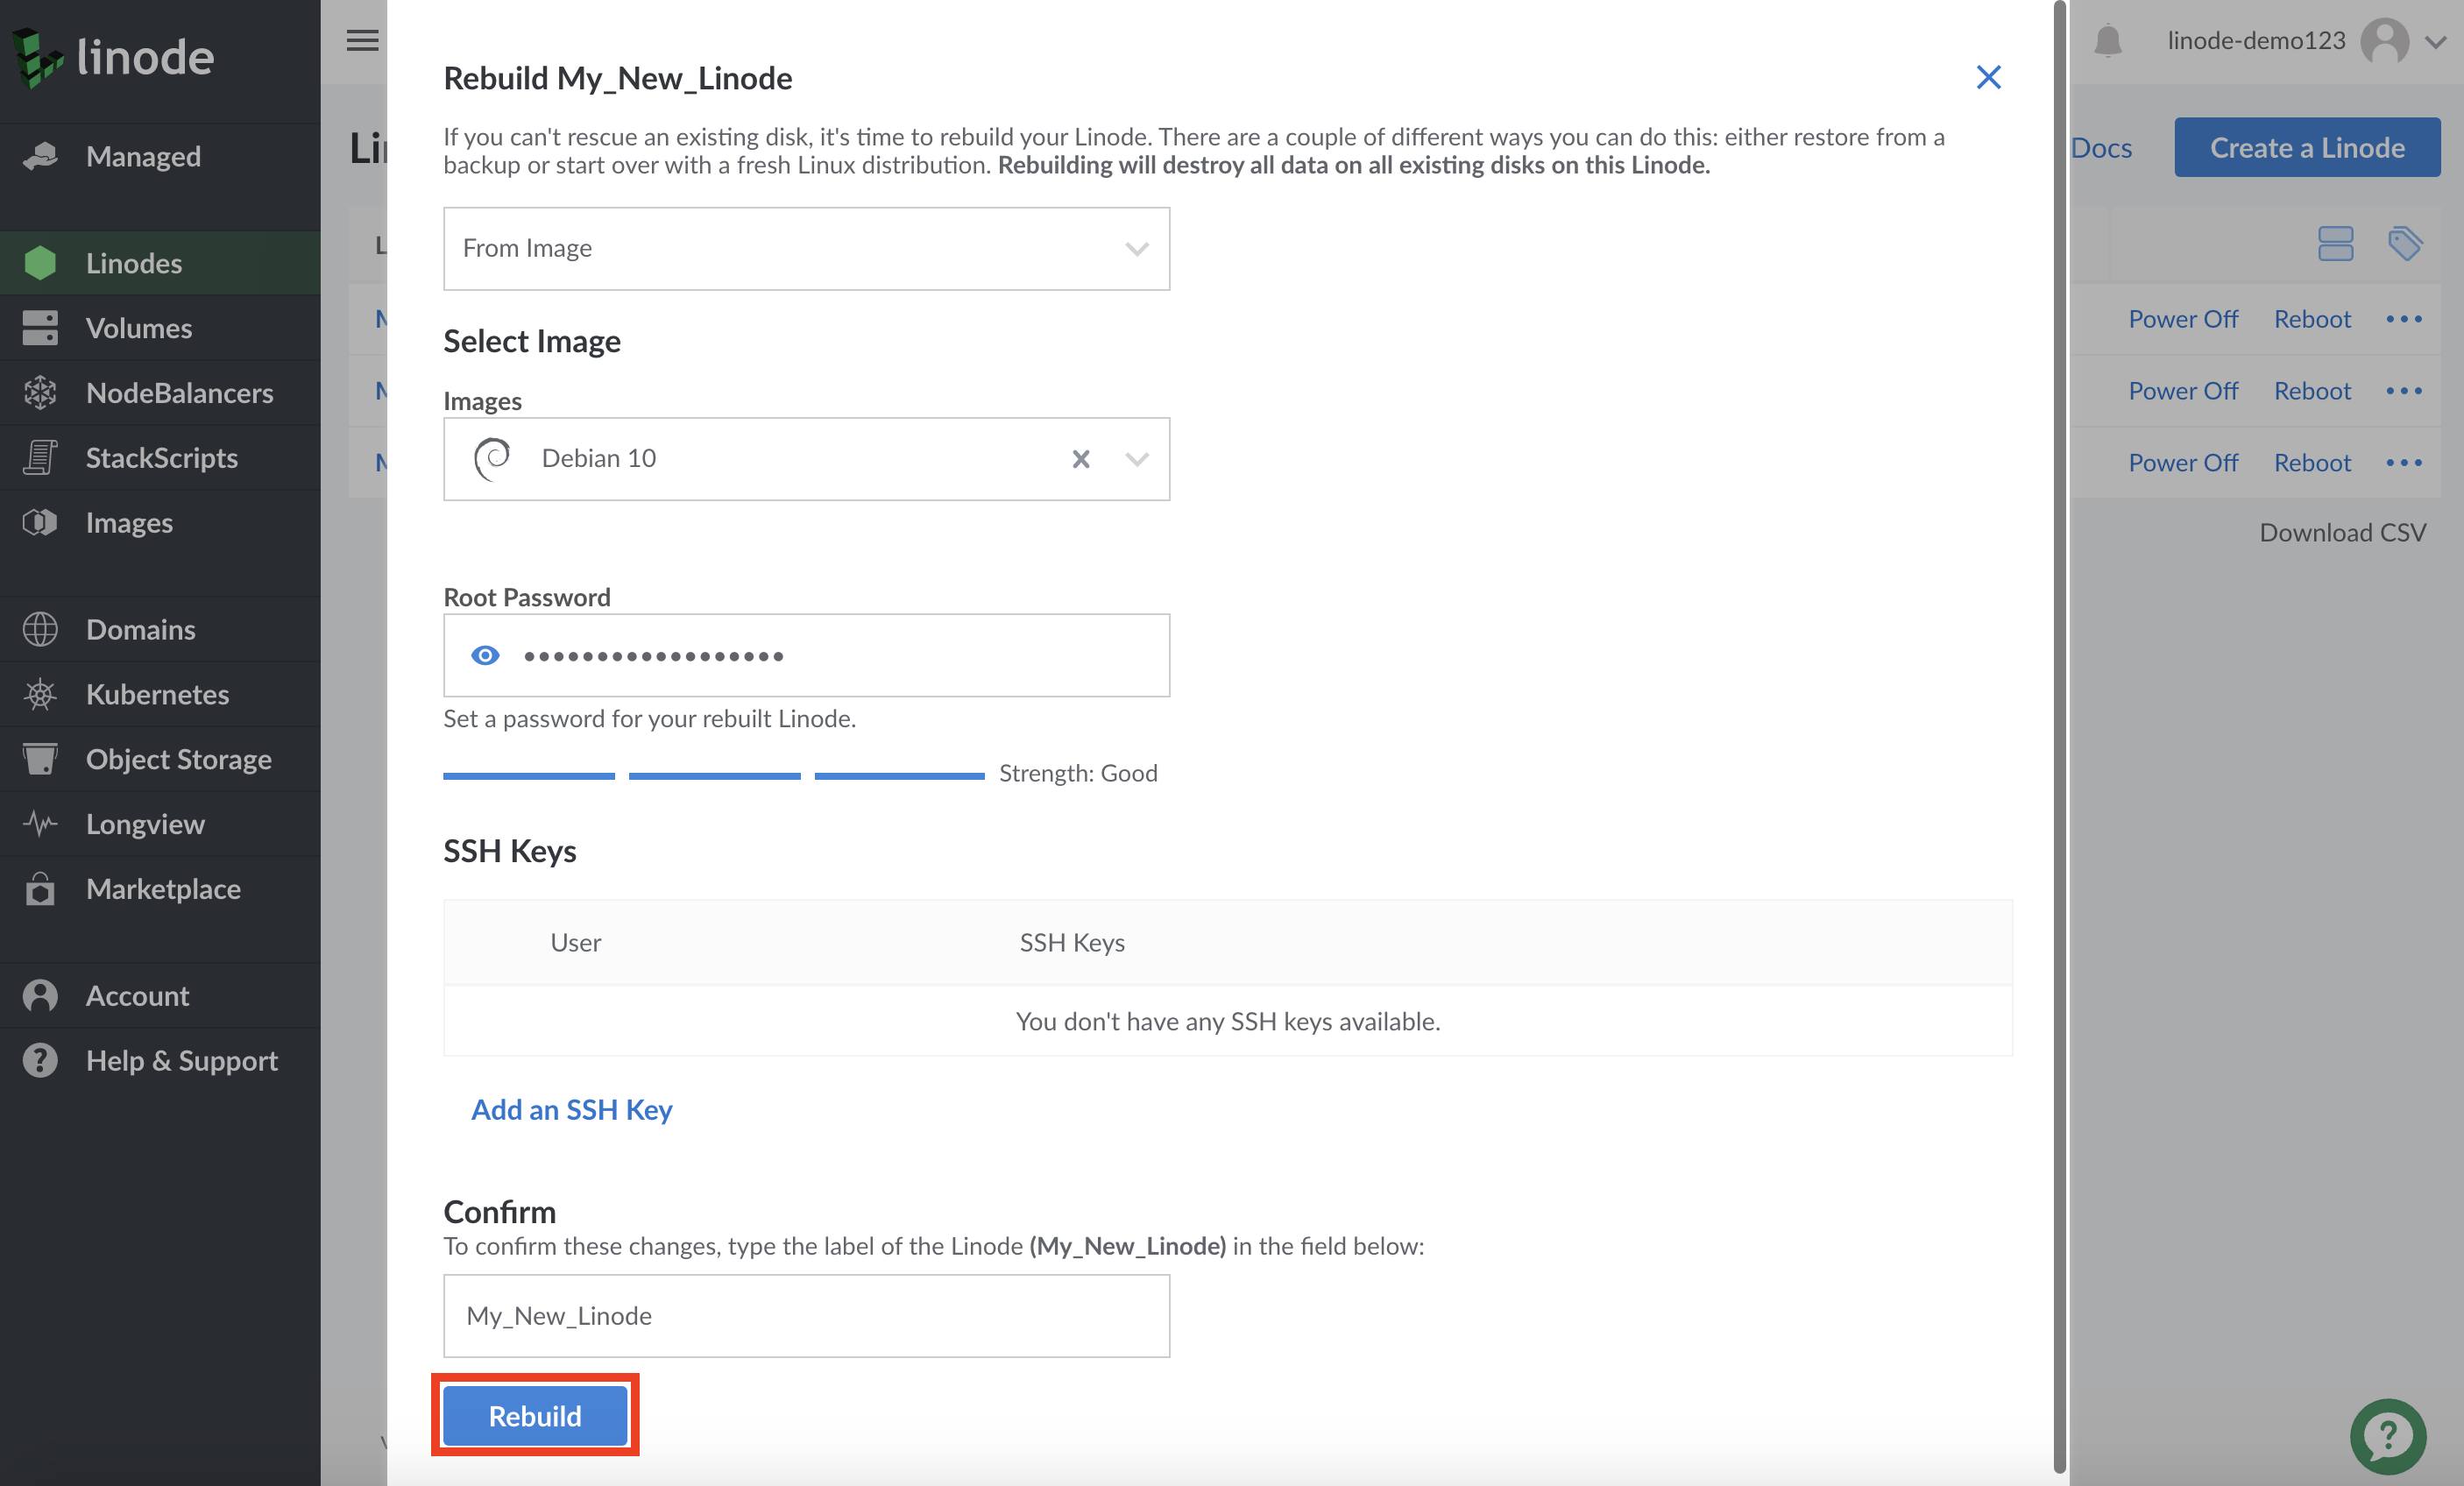 linode
Managed
Linodes
Volumes
NodeBalancers
StackScripts
Images
Domains
Kubernetes
Object Storage
Longview
Marketplace
Account
Help & Support
Rebuild My_New_Linode
If you can't rescue an existing disk, it's time to rebuild your Linode. There are a couple of different ways you can do this: either restore from a
backup or start over with a fresh Linux distribution. Rebuilding will destroy all data on all existing disks on this Linode.
From Image
Select Image
Images
Debian 10
Root Password
••••••••••••••••••
Set a password for your rebuilt Linode.
Strength: Good
SSH Keys
User SSH Keys
You don't have any SSH keys available.
Add an SSH Key
Confirm
To confirm these changes, type the label of the Linode (My_New_Linode) in the field below:
My_New_Linode
Rebuild
linode-demo123
Docs
Create a Linode
Power Off Reboot
Power Off Reboot
Power Off Reboot
Download CSV